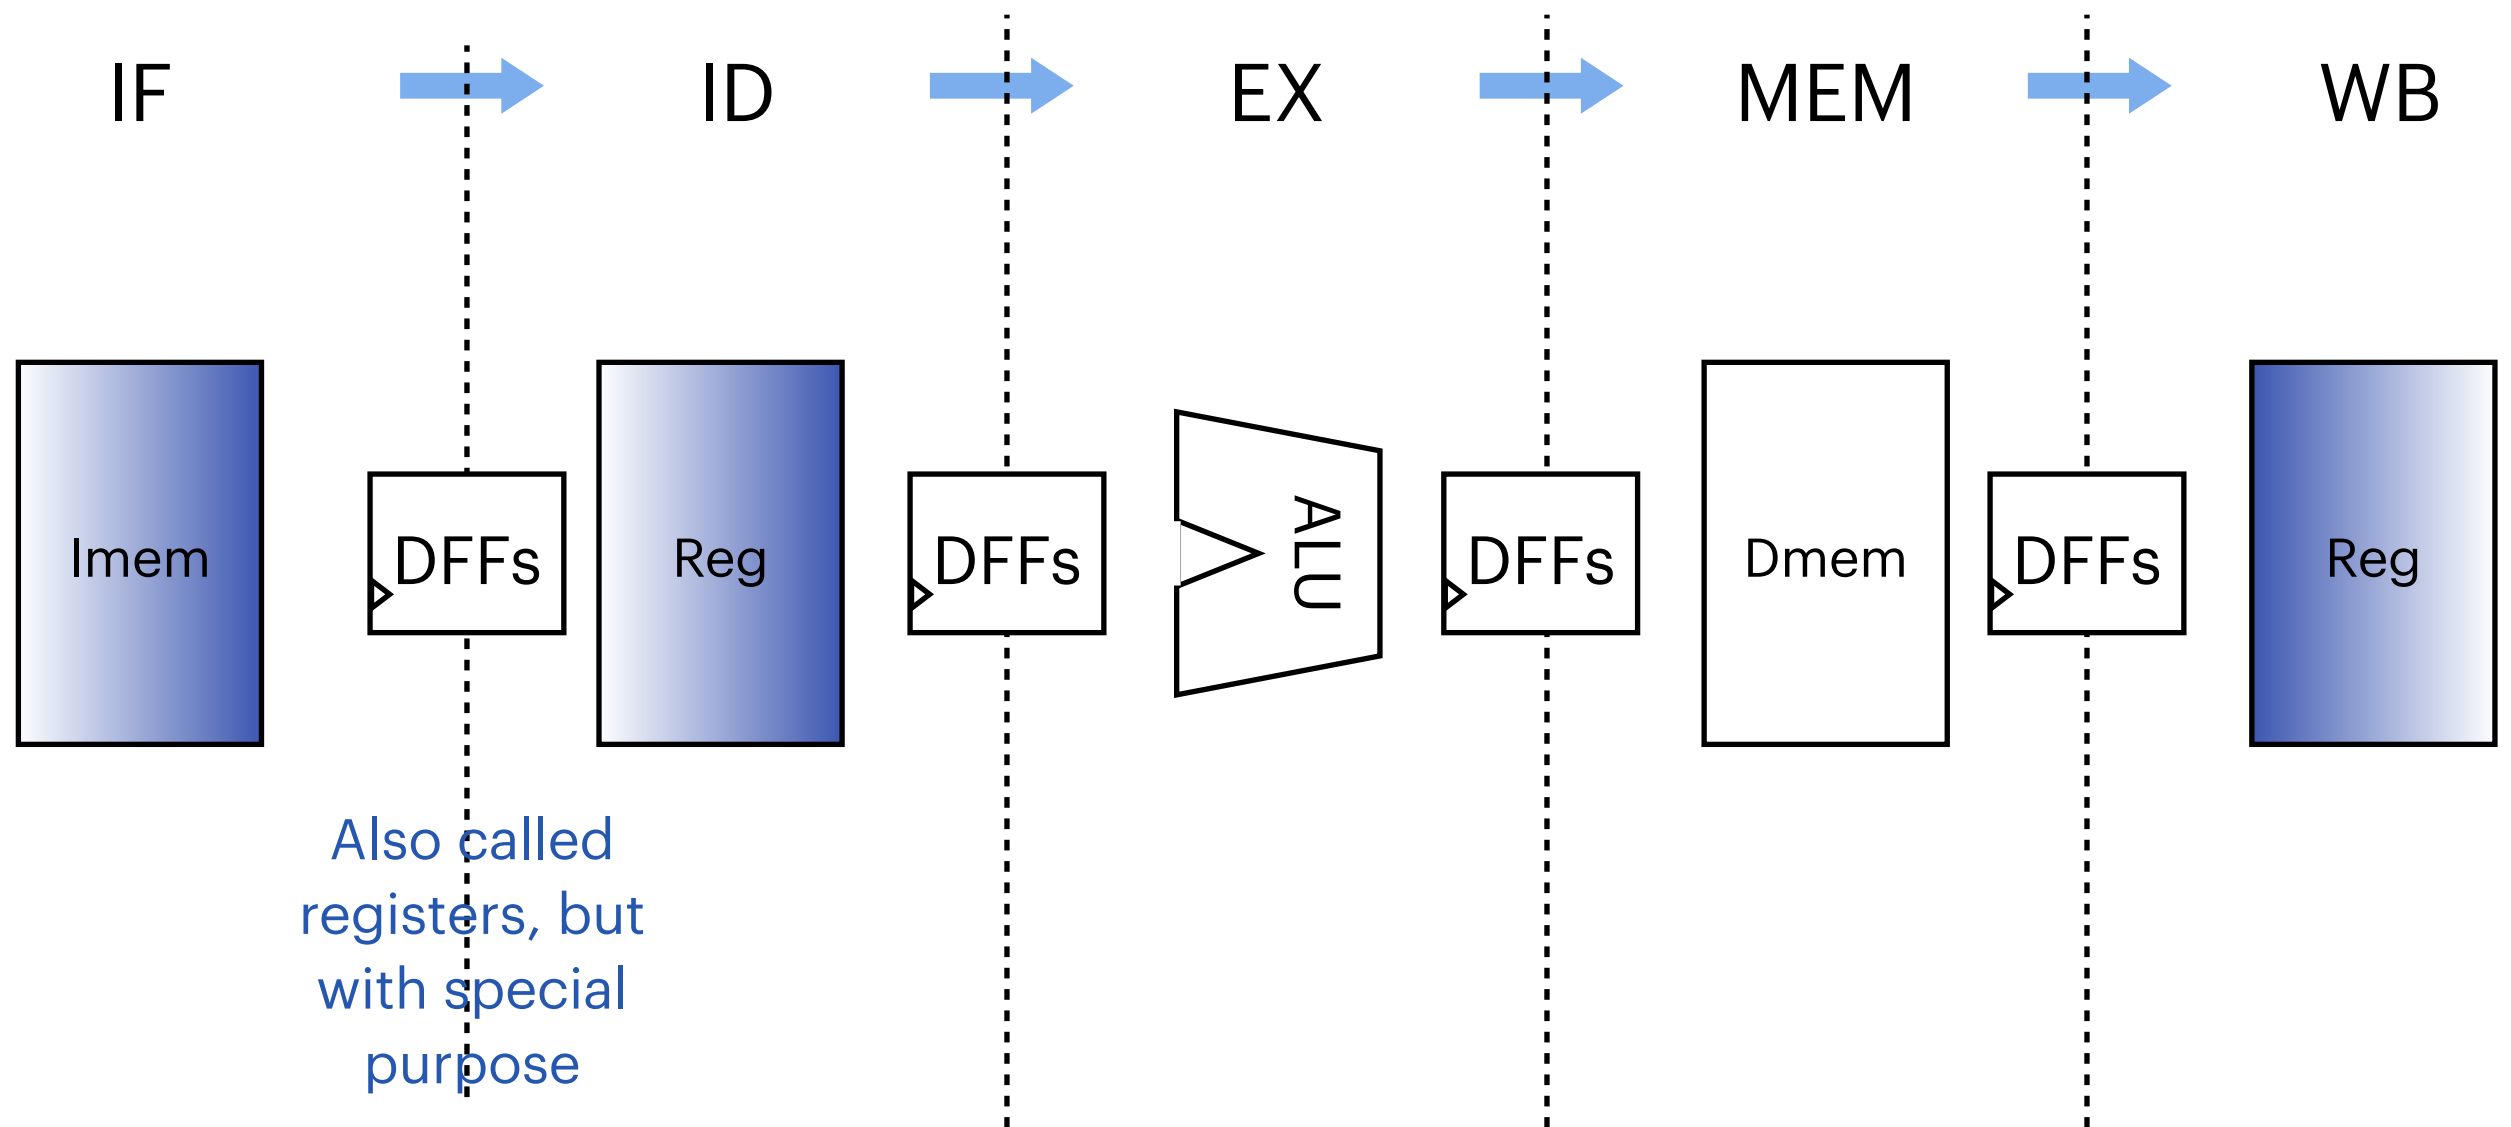 IF
ID
EX
MEM
WB
Imem
DFFs
Reg
DFFs
ALU
DFFs
Dmem
DFFs
Reg
Also called
registers, but
with special
purpose